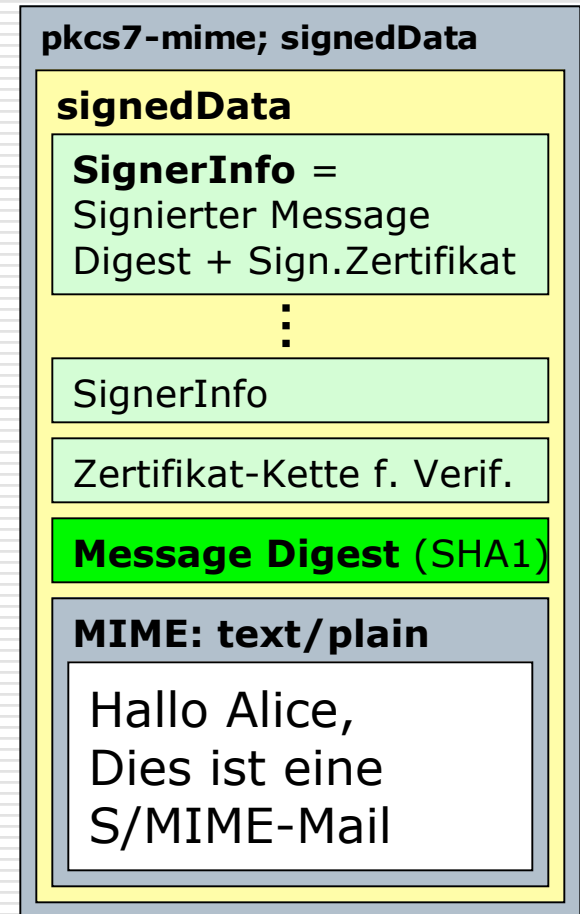 pkcs7-mime; signedData
signedData
SignerInfo =
Signierter Message
Digest + Sign.Zertifikat
⋮
SignerInfo
Zertifikat-Kette f. Verif.
Message Digest (SHA1)
MIME: text/plain
Hallo Alice,
Dies ist eine
S/MIME-Mail